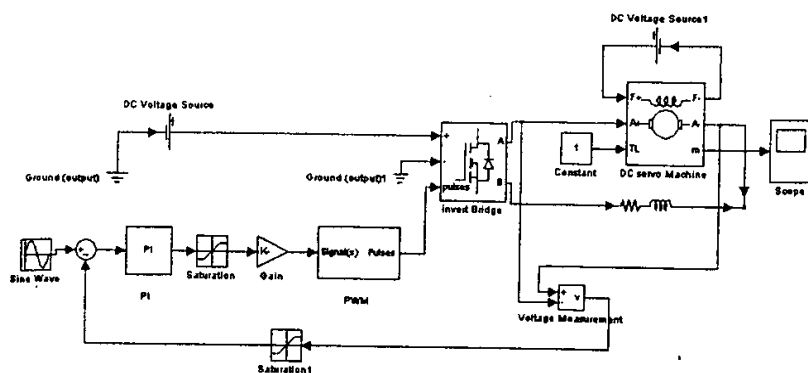 DC Voltage Source1
DC Voltage Source
F+
F-
A+
A-
TL
m
DC servo Machine
+
-
pulses
A
B
invert Bridge
1
Constant
Scope
Ground (output)
Ground (output)1
Sine Wave
PI
PI
Saturation
K-
Gain
Signal(s) Pulses
PWM
+
-
v
Voltage Measurement
Saturation1